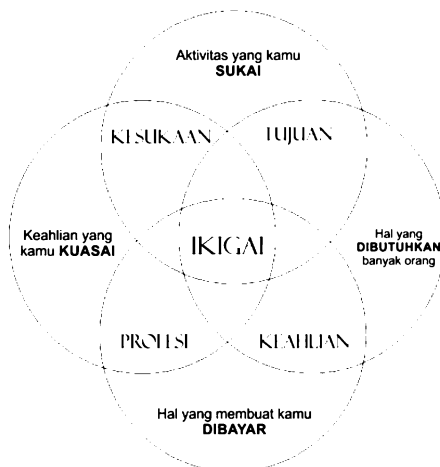 Aktivitas yang kamu
SUKAI
KESUKAAN
TUJUAN
Keahlian yang
kamu KUASAI
IKIGAI
Hal yang
DIBUTUHKAN
banyak orang
PROFESI
KEAHLIAN
Hal yang membuat kamu
DIBAYAR